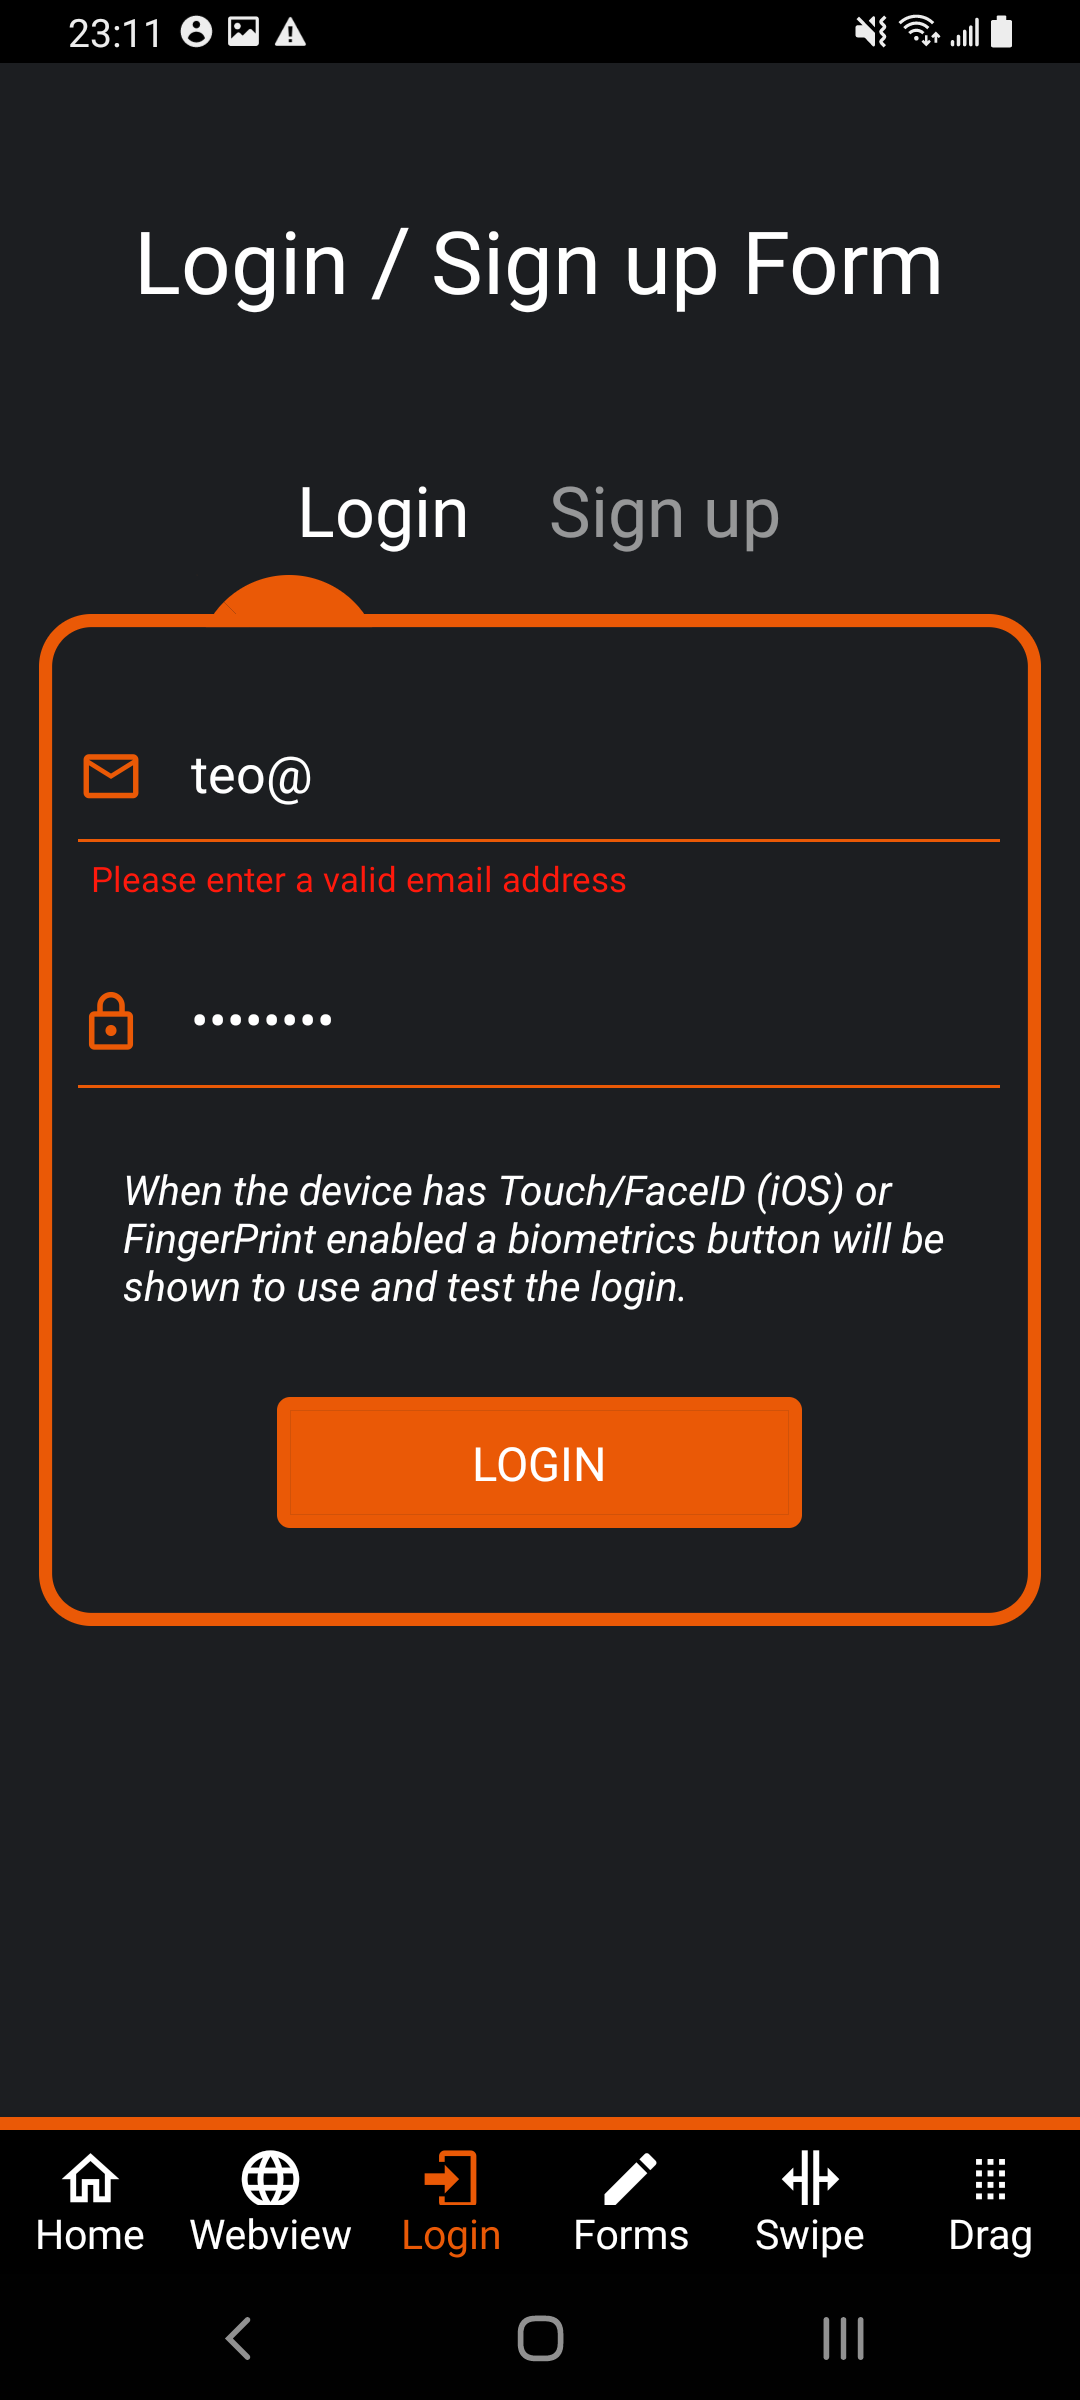 23:11
Login / Sign up Form
Login Sign up
teo@
Please enter a valid email address
••••••••
When the device has Touch/FaceID (iOS) or
FingerPrint enabled a biometrics button will be
shown to use and test the login.
LOGIN
Home Webview Login Forms Swipe Drag